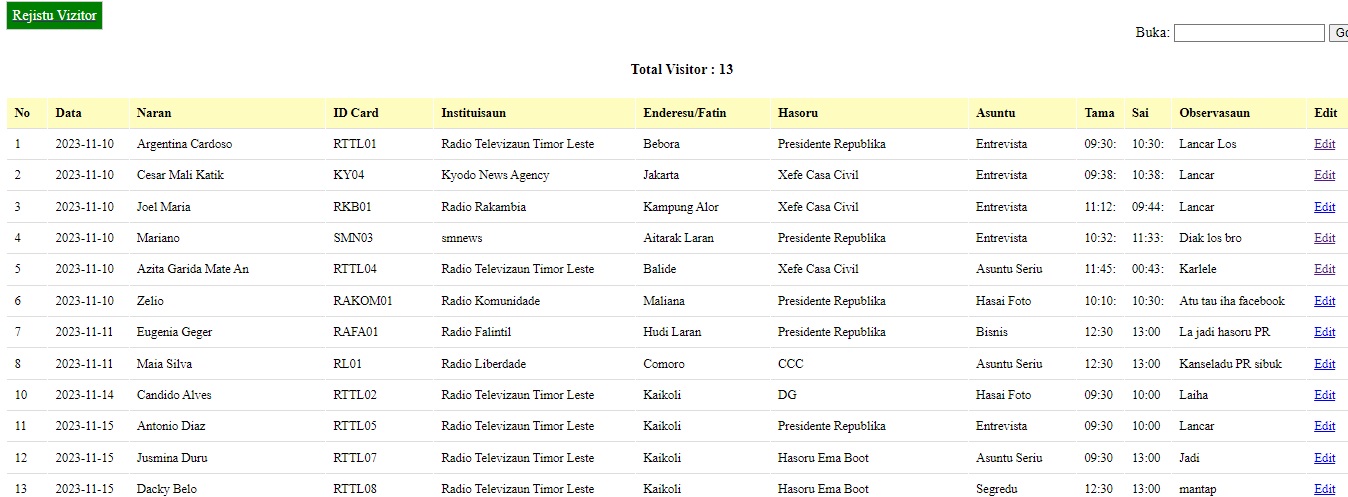 Rejistu Vizitor
Buka:
Total Visitor : 13
No Data Naran ID Card Instituisaun Enderesu/Fatin Hasoru Asuntu Tama Sai Observasaun Edit
1 2023-11-10 Argentina Cardoso RTTL01 Radio Televizaun Timor Leste Bebora Presidente Republika Entrevista 09:30: 10:30: Lancar Los Edit
2 2023-11-10 Cesar Mali Katik KY04 Kyodo News Agency Jakarta Xefe Casa Civil Entrevista 09:38: 10:38: Lancar Edit
3 2023-11-10 Joel Maria RKB01 Radio Rakambia Kampung Alor Xefe Casa Civil Entrevista 11:12: 09:44: Lancar Edit
4 2023-11-10 Mariano SMN03 smnews Aitarak Laran Presidente Republika Entrevista 10:32: 11:33: Diak los bro Edit
5 2023-11-10 Azita Garida Mate An RTTL04 Radio Televizaun Timor Leste Balide Xefe Casa Civil Asuntu Seriu 11:45: 00:43: Karlele Edit
6 2023-11-10 Zelio RAKOM01 Radio Komunidade Maliana Presidente Republika Hasai Foto 10:10: 10:30: Atu tau iha facebook Edit
7 2023-11-11 Eugenia Geger RAFA01 Radio Falintil Hudi Laran Presidente Republika Bisnis 12:30 13:00 La jadi hasoru PR Edit
8 2023-11-11 Maia Silva RL01 Radio Liberdade Comoro CCC Asuntu Seriu 12:30 13:00 Kanseladu PR sibuk Edit
10 2023-11-14 Candido Alves RTTL02 Radio Televizaun Timor Leste Kaikoli DG Hasai Foto 09:30 10:00 Laiha Edit
11 2023-11-15 Antonio Diaz RTTL05 Radio Televizaun Timor Leste Kaikoli Presidente Republika Entrevista 09:30 10:00 Lancar Edit
12 2023-11-15 Jusmina Duru RTTL07 Radio Televizaun Timor Leste Kaikoli Hasoru Ema Boot Asuntu Seriu 09:30 13:00 Jadi Edit
13 2023-11-15 Dacky Belo RTTL08 Radio Televizaun Timor Leste Kaikoli Hasoru Ema Boot Segredu 12:30 13:00 mantap Edit